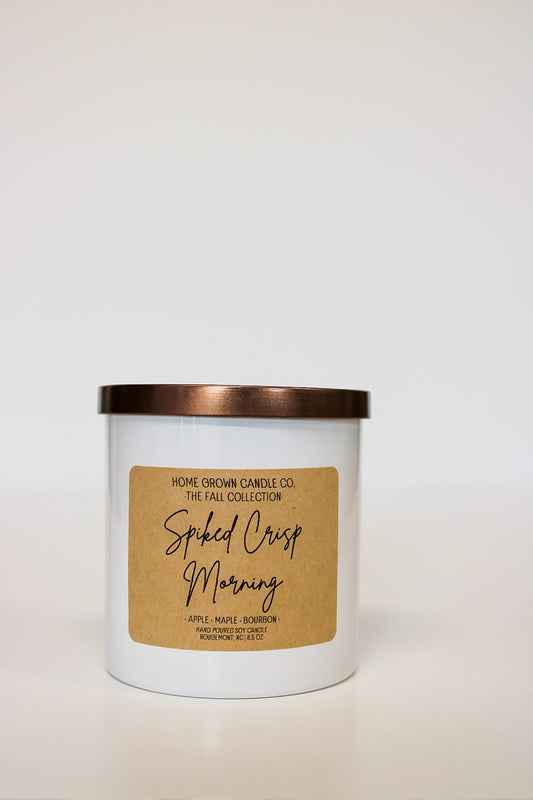 HOME GROWN CANDLE CO.
·THE FALL COLLECTION·
Spiked Crisp
Morning
· APPLE · MAPLE · BOURBON ·
HAND POURED SOY CANDLE
ROUGEMONT, NC | 8.5 OZ